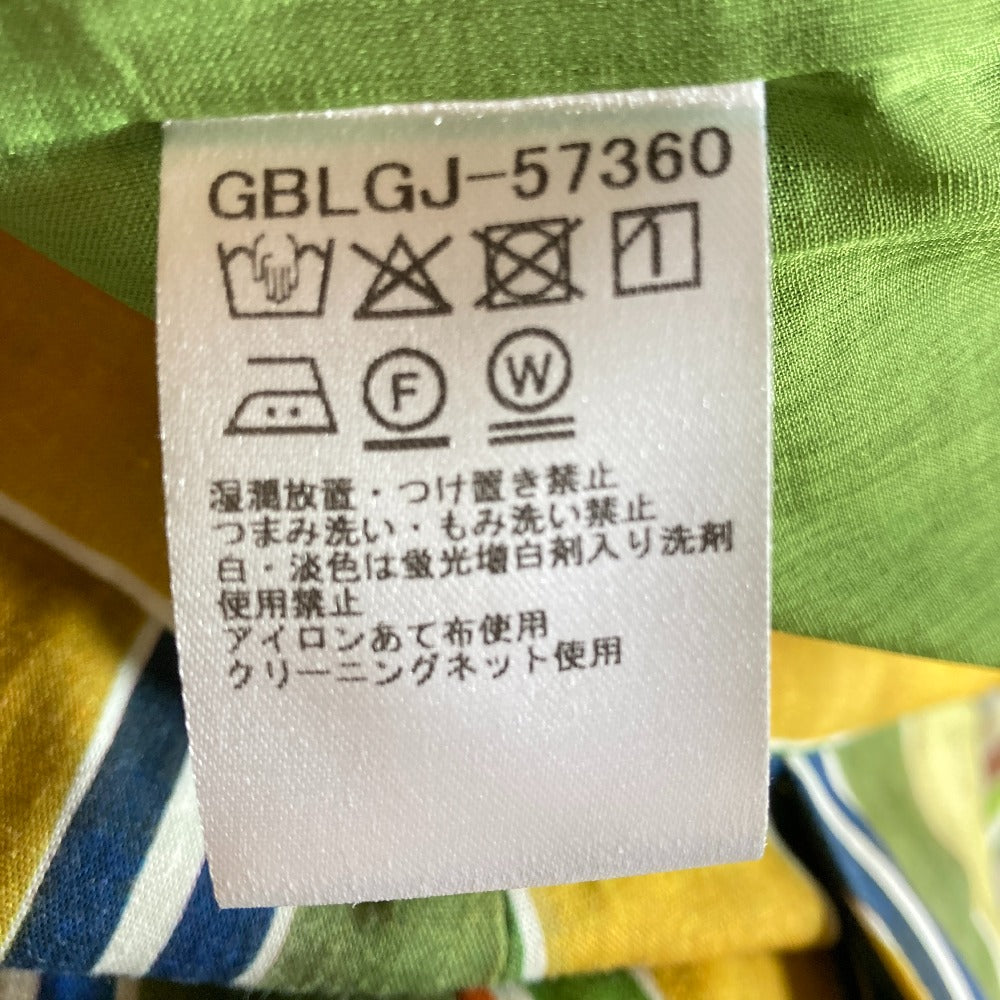 GBLGJ-57360
F W
湿潤放置・つけ置き禁止
つまみ洗い・もみ洗い禁止
白・淡色は蛍光増白剤入り洗剤
使用禁止
アイロンあて布使用
クリーニングネット使用